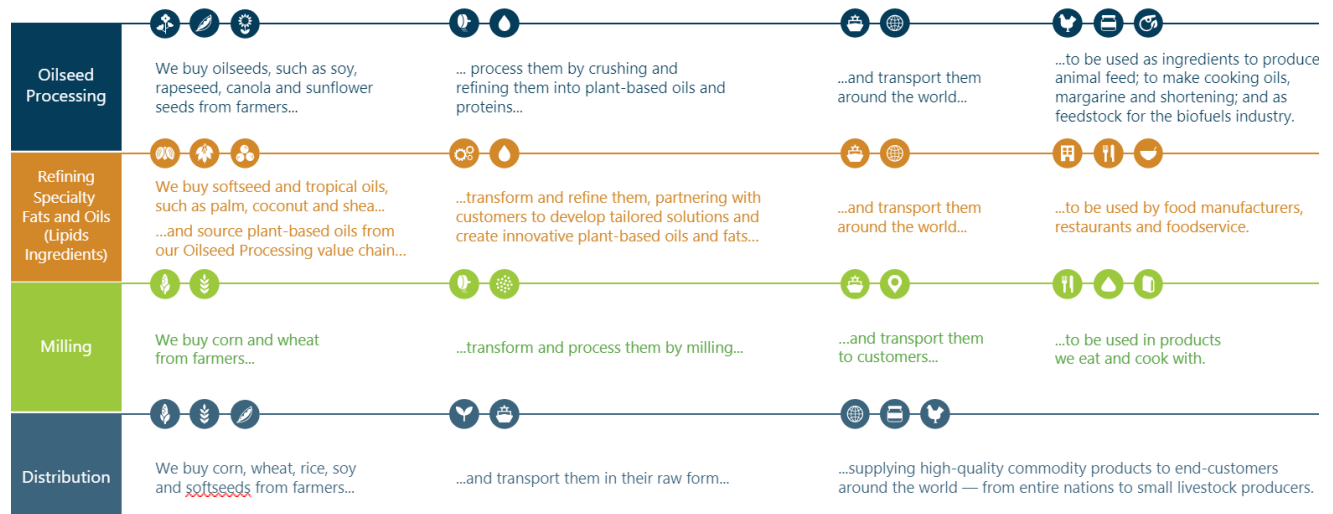 Oilseed
Processing
We buy oilseeds, such as soy,
rapeseed, canola and sunflower
seeds from farmers...
... process them by crushing and
refining them into plant-based oils and
proteins...
...and transport them
around the world...
...to be used as ingredients to produce
animal feed; to make cooking oils,
margarine and shortening; and as
feedstock for the biofuels industry.
Refining
Specialty
Fats and Oils
(Lipids
Ingredients)
We buy softseed and tropical oils,
such as palm, coconut and shea...
...and source plant-based oils from
our Oilseed Processing value chain...
...transform and refine them, partnering with
customers to develop tailored solutions and
create innovative plant-based oils and fats...
...and transport them
around the world...
...to be used by food manufacturers,
restaurants and foodservice.
Milling
We buy corn and wheat
from farmers...
...transform and process them by milling...
...and transport them
to customers...
...to be used in products
we eat and cook with.
Distribution
We buy corn, wheat, rice, soy
and softseeds from farmers...
...and transport them in their raw form...
...supplying high-quality commodity products to end-customers
around the world — from entire nations to small livestock producers.